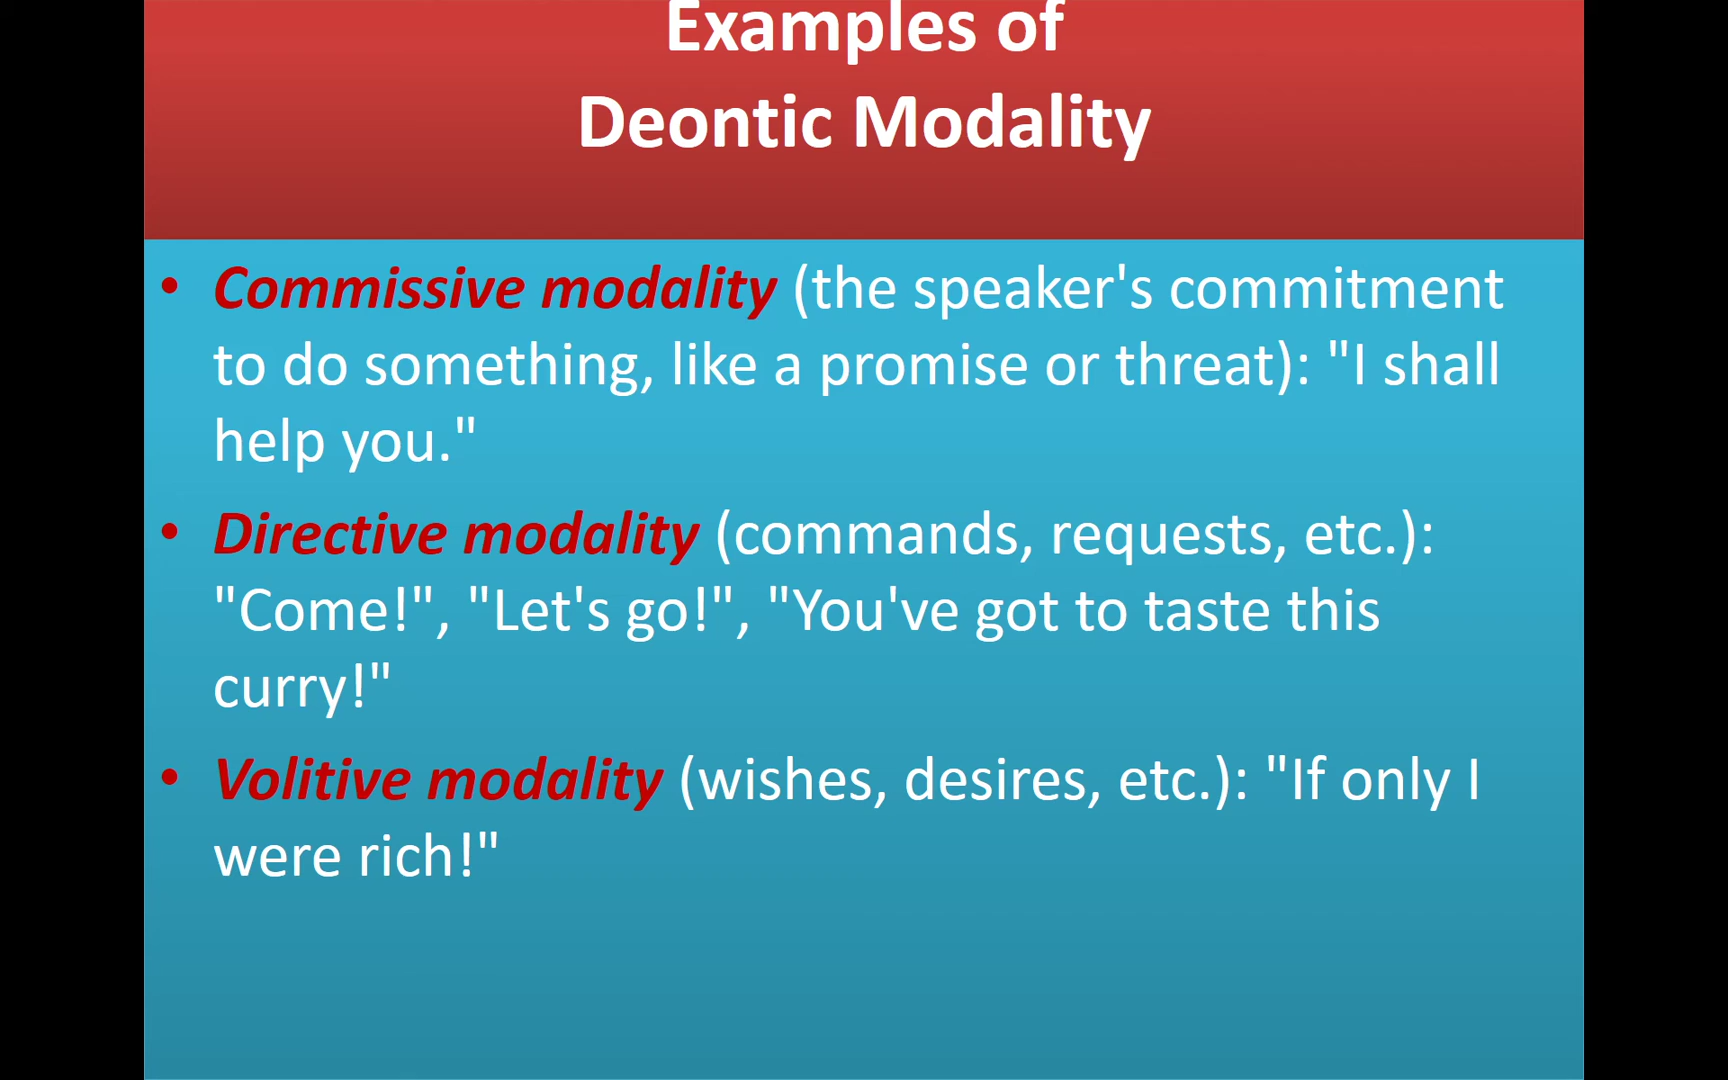 Examples of
Deontic Modality
• Commissive modality (the speaker's commitment
to do something, like a promise or threat): "I shall
help you."
• Directive modality (commands, requests, etc.):
"Come!", "Let's go!", "You've got to taste this
curry!"
• Volitive modality (wishes, desires, etc.): "If only I
were rich!"